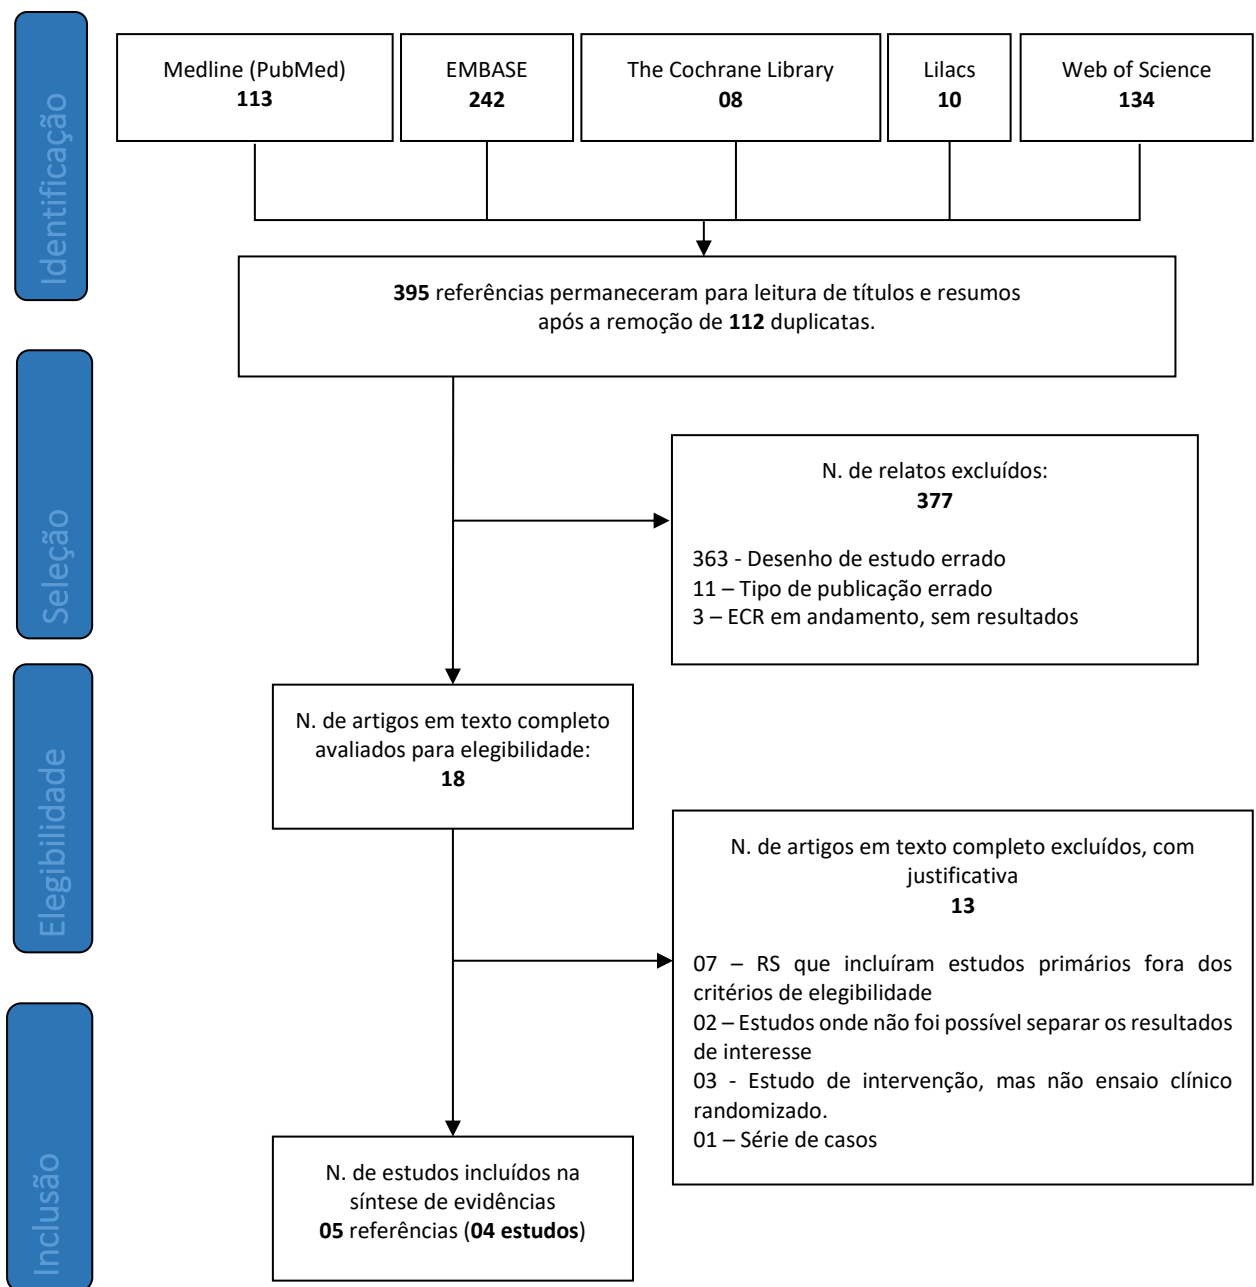 Identificação
Medline (PubMed)
113
EMBASE
242
The Cochrane Library
08
Lilacs
10
Web of Science
134
395 referências permaneceram para leitura de títulos e resumos
após a remoção de 112 duplicatas.
Seleção
N. de relatos excluídos:
377
363 - Desenho de estudo errado
11 – Tipo de publicação errado
3 – ECR em andamento, sem resultados
Elegibilidade
N. de artigos em texto completo
avaliados para elegibilidade:
18
N. de artigos em texto completo excluídos, com
justificativa
13
07 – RS que incluíram estudos primários fora dos
critérios de elegibilidade
02 – Estudos onde não foi possível separar os resultados
de interesse
03 - Estudo de intervenção, mas não ensaio clínico
randomizado.
01 – Série de casos
Inclusão
N. de estudos incluídos na
síntese de evidências
05 referências (04 estudos)